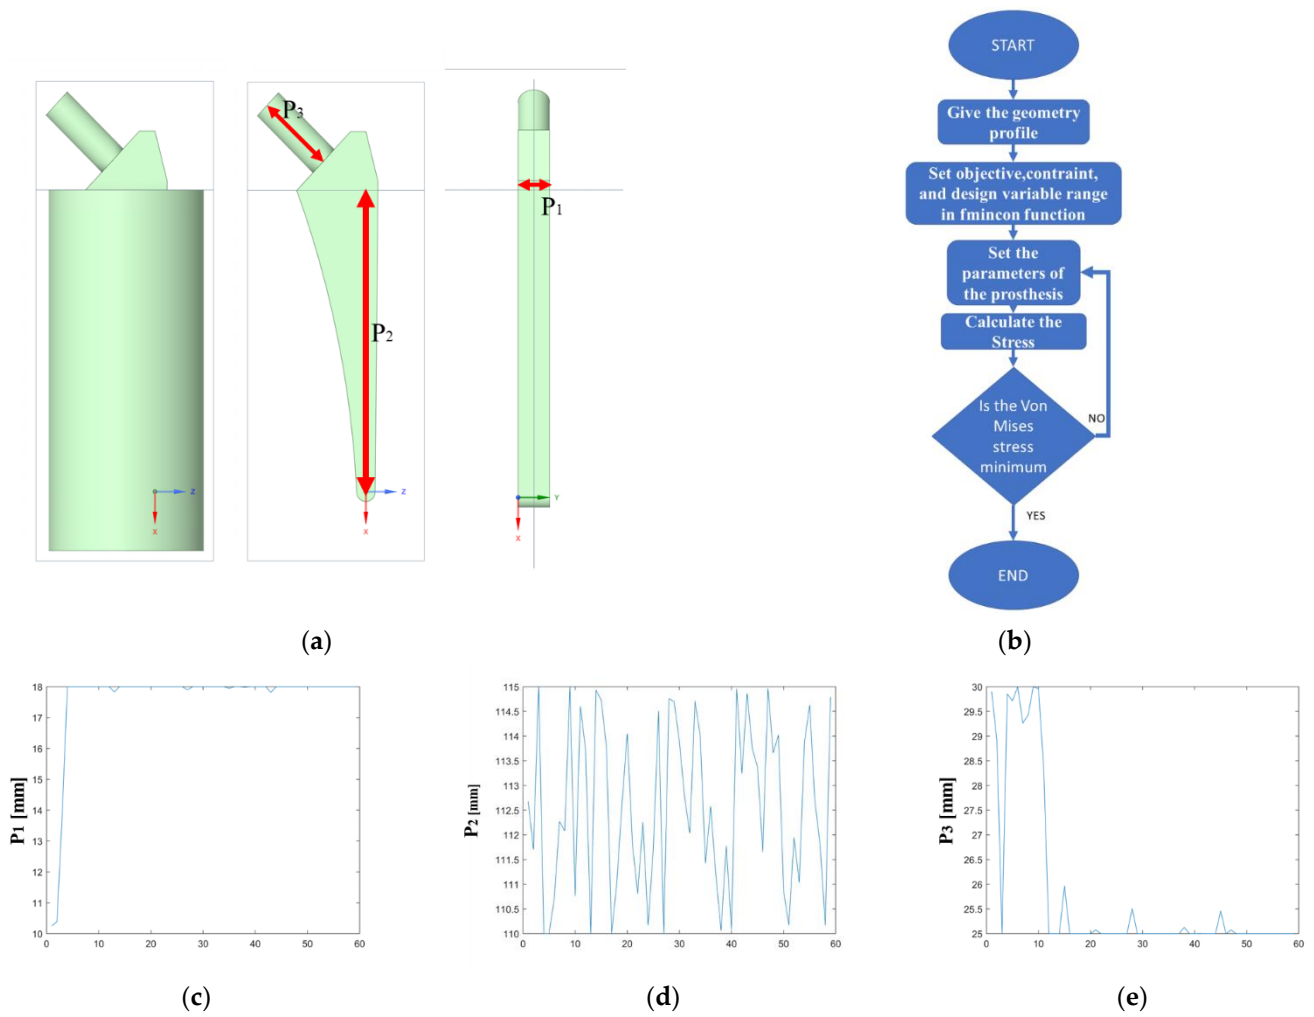 P3
P1
P2
Z
X
Z
X
Y
X
(a)
START
Give the geometry
profile
Set objective,contraint,
and design variable range
in fmincon function
Set the
parameters of
the prosthesis
Calculate the
Stress
Is the Von
Mises
stress
minimum
NO
YES
END
(b)
P1 [mm]
18
17
16
15
14
13
12
11
10
0 10 20 30 40 50 60
(c)
P2 [mm]
115
114.5
114
113.5
113
112.5
112
111.5
111
110.5
110
0 10 20 30 40 50 60
(d)
P3 [mm]
30
29.5
29
28.5
28
27.5
27
26.5
26
25.5
25
0 10 20 30 40 50 60
(e)